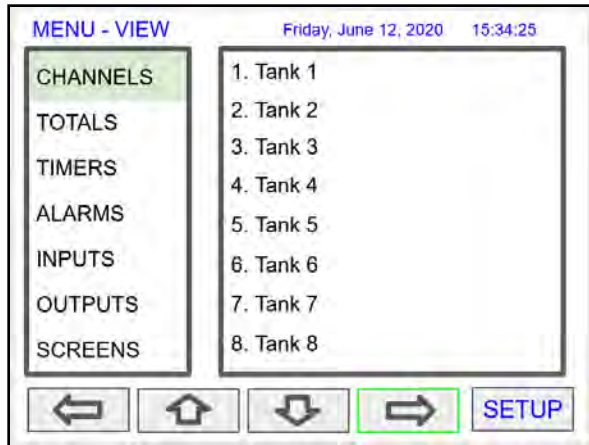 MENU - VIEW Friday, June 12, 2020 15:34:25
CHANNELS
TOTALS
TIMERS
ALARMS
INPUTS
OUTPUTS
SCREENS
1. Tank 1
2. Tank 2
3. Tank 3
4. Tank 4
5. Tank 5
6. Tank 6
7. Tank 7
8. Tank 8
SETUP